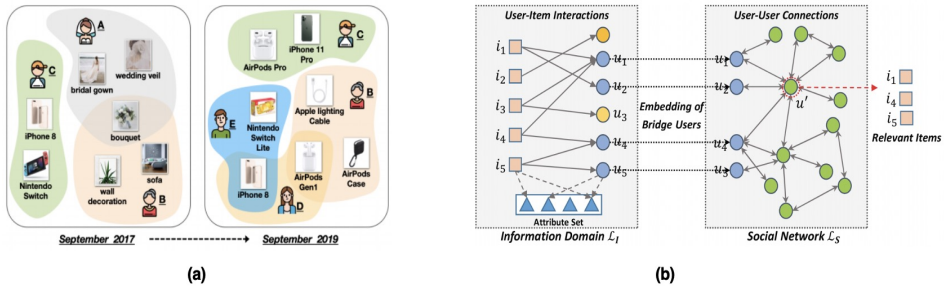 A
wedding veil
bridal gown
C
iPhone 8
bouquet
Nintendo
Switch
wall
decoration
sofa
B
September 2017
C
AirPods Pro
iPhone 11
Pro
B
E
Nintendo
Switch Lite
Apple lighting
Cable
AirPods
Gen1
AirPods
Case
iPhone 8
D
September 2019
(a)
User-Item Interactions
i1
i2
i3
i4
i5
u1
u2
u3
u4
u5
Attribute Set
Information Domain ℒI
Embedding of
Bridge Users
User-User Connections
u1
u2
u'
u4
u5
Social Network ℒS
i1
i4
i5
Relevant Items
(b)